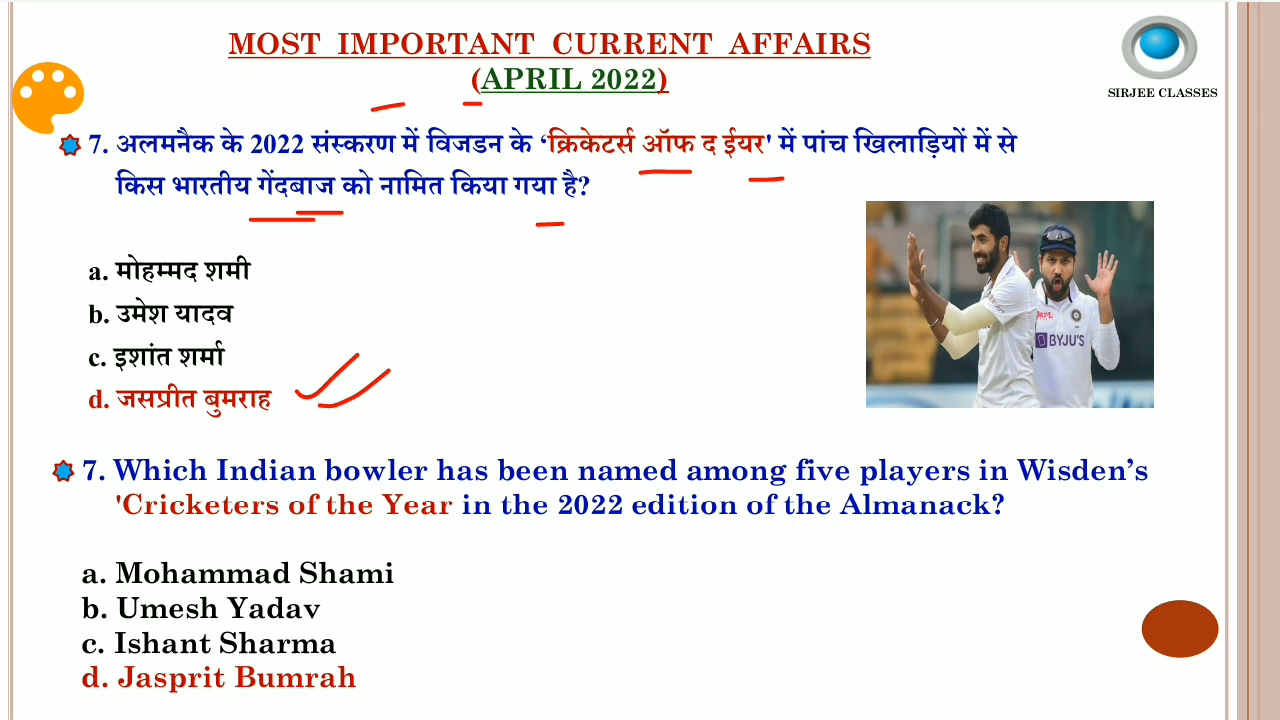 MOST IMPORTANT CURRENT AFFAIRS
(APRIL 2022)
SIRJEE CLASSES
7. अलमनैक के 2022 संस्करण में विजडन के ‘क्रिकेटर्स ऑफ द ईयर' में पांच खिलाड़ियों में से
किस भारतीय गेंदबाज को नामित किया गया है?
a. मोहम्मद शमी
b. उमेश यादव
c. इशांत शर्मा
d. जसप्रीत बुमराह
BYJU'S
7. Which Indian bowler has been named among five players in Wisden’s
'Cricketers of the Year in the 2022 edition of the Almanack?
a. Mohammad Shami
b. Umesh Yadav
c. Ishant Sharma
d. Jasprit Bumrah